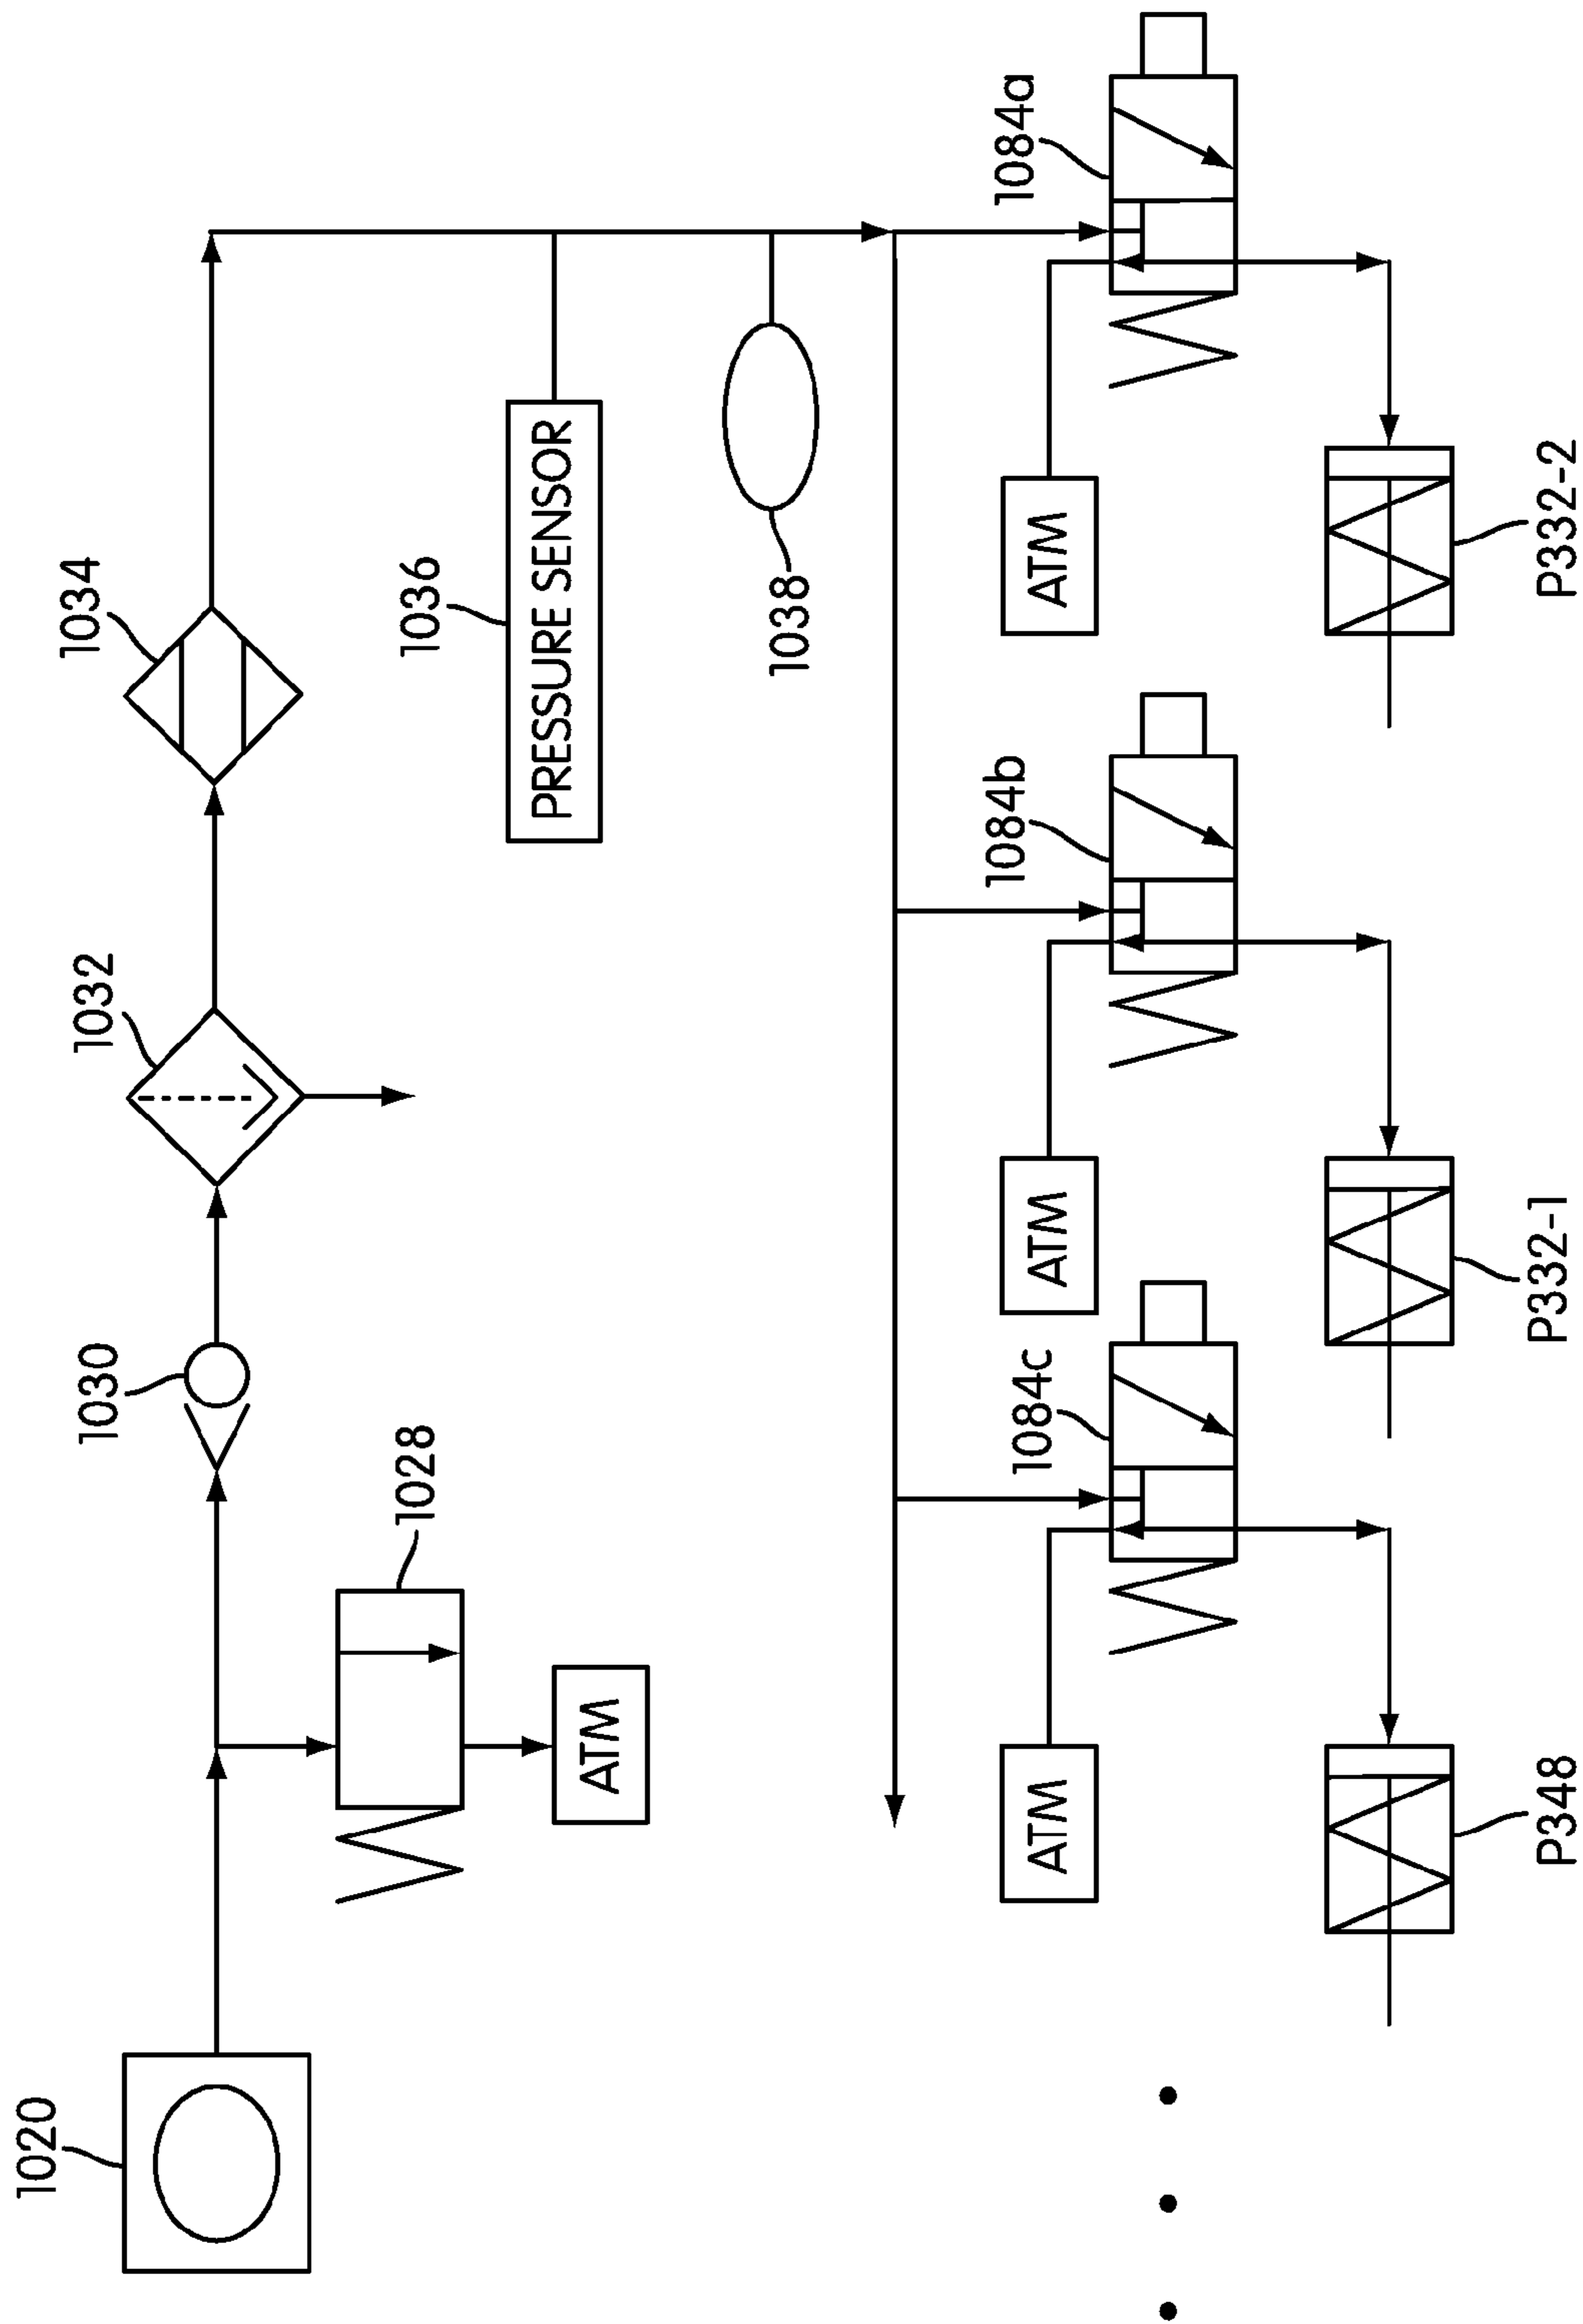 1020
1028
ATM
1030
1032
1034
1036
PRESSURE SENSOR
1038
1084a
ATM
P332-2
1084b
ATM
P332-1
1084c
ATM
P348